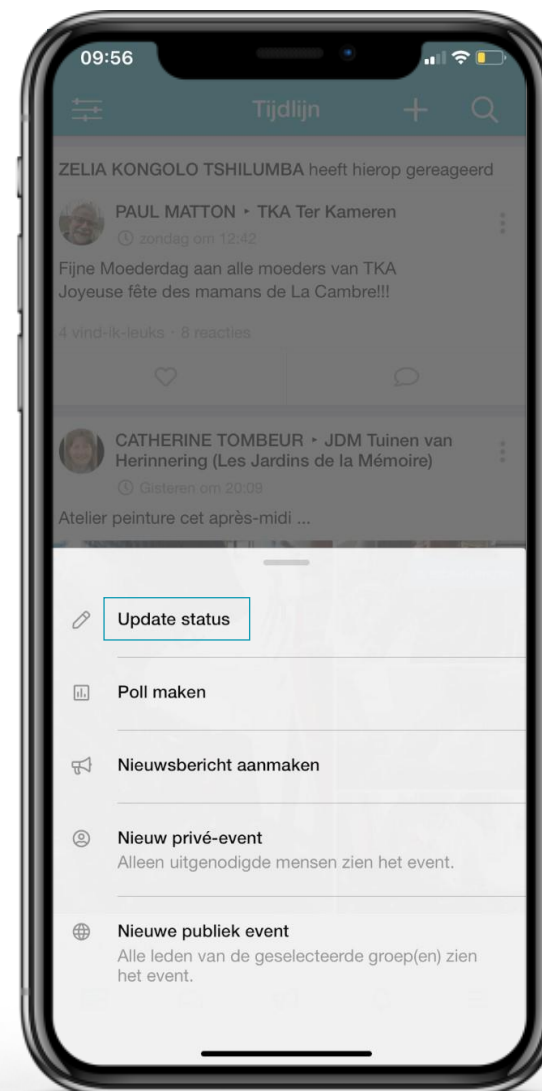 09:56
Tijdlijn
ZELIA KONGOLO TSHILUMBA heeft hierop gereageerd
PAUL MATTON ‣ TKA Ter Kameren
zondag om 12:42
Fijne Moederdag aan alle moeders van TKA
Joyeuse fête des mamans de La Cambre!!!
4 vind-ik-leuks · 8 reacties
CATHERINE TOMBEUR ‣ JDM Tuinen van
Herinnering (Les Jardins de la Mémoire)
Gisteren om 20:09
Atelier peinture cet après-midi ...
Update status
Poll maken
Nieuwsbericht aanmaken
Nieuw privé-event
Alleen uitgenodigde mensen zien het event.
Nieuwe publiek event
Alle leden van de geselecteerde groep(en) zien
het event.